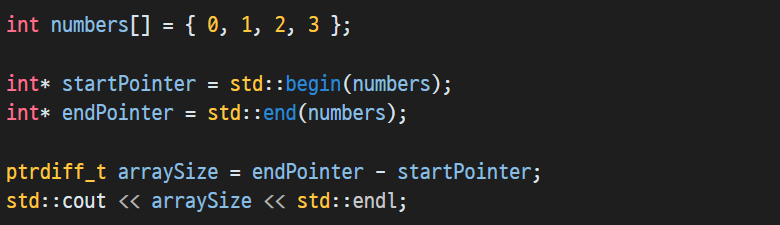 int numbers[] = { 0, 1, 2, 3 };
int* startPointer = std::begin(numbers);
int* endPointer = std::end(numbers);
ptrdiff_t arraySize = endPointer - startPointer;
std::cout << arraySize << std::endl;